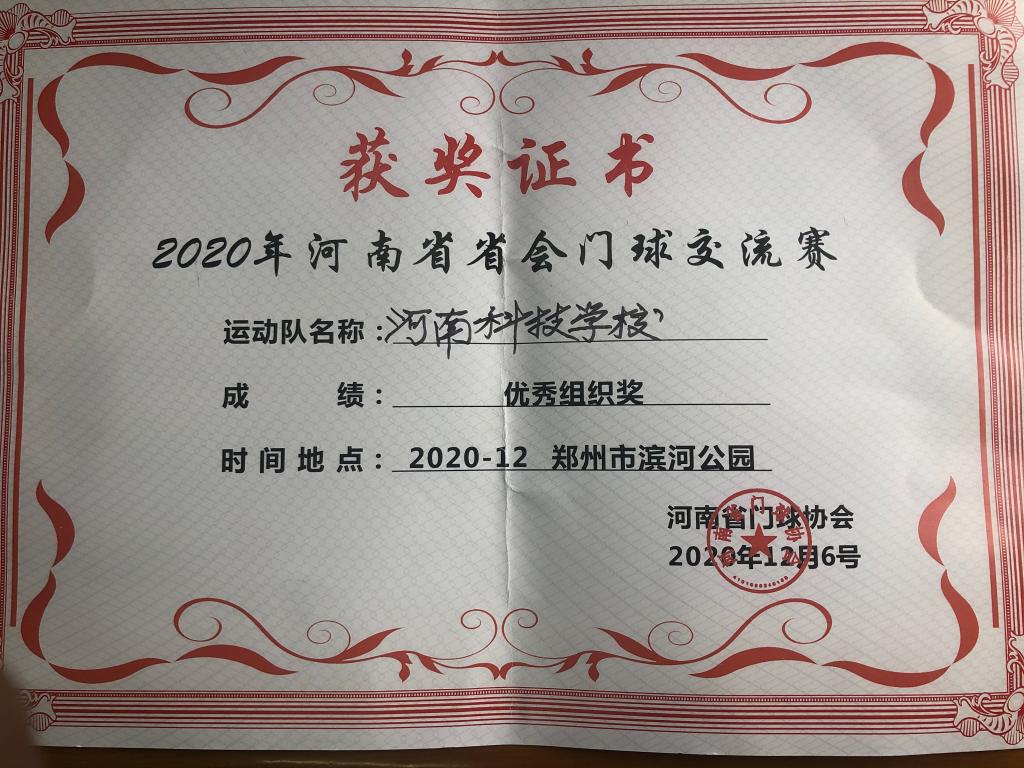 获奖证书
2020年河南省省会门球交流赛
运动队名称：河南科技学校
成绩：优秀组织奖
时间地点：2020-12 郑州市滨河公园
河南省门球协会
2020年12月6号